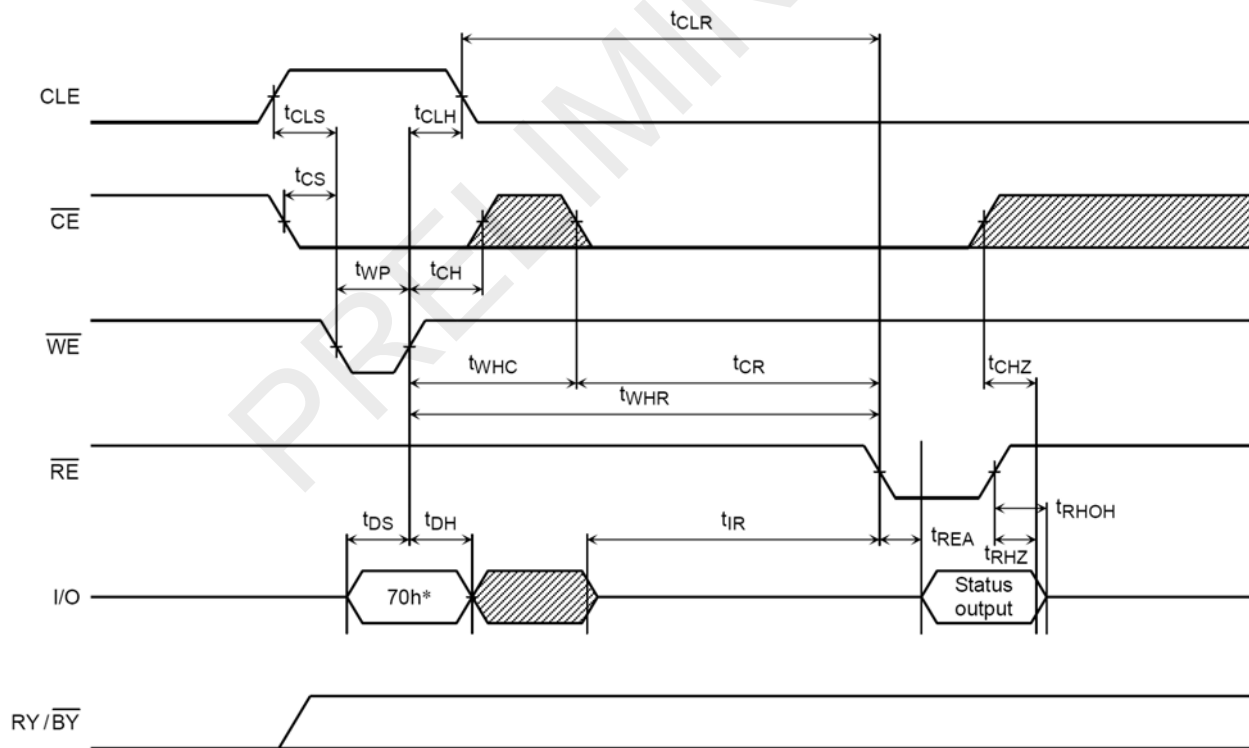 PRELIMIN
tCLR
CLE
tCLS
tCLH
tCS
CE
tWP
tCH
WE
tWHC
tCR
tCHZ
tWHR
RE
tDS
tDH
tIR
tREA
tRHOH
tRHZ
I/O
70h*
Status
output
RY/BY